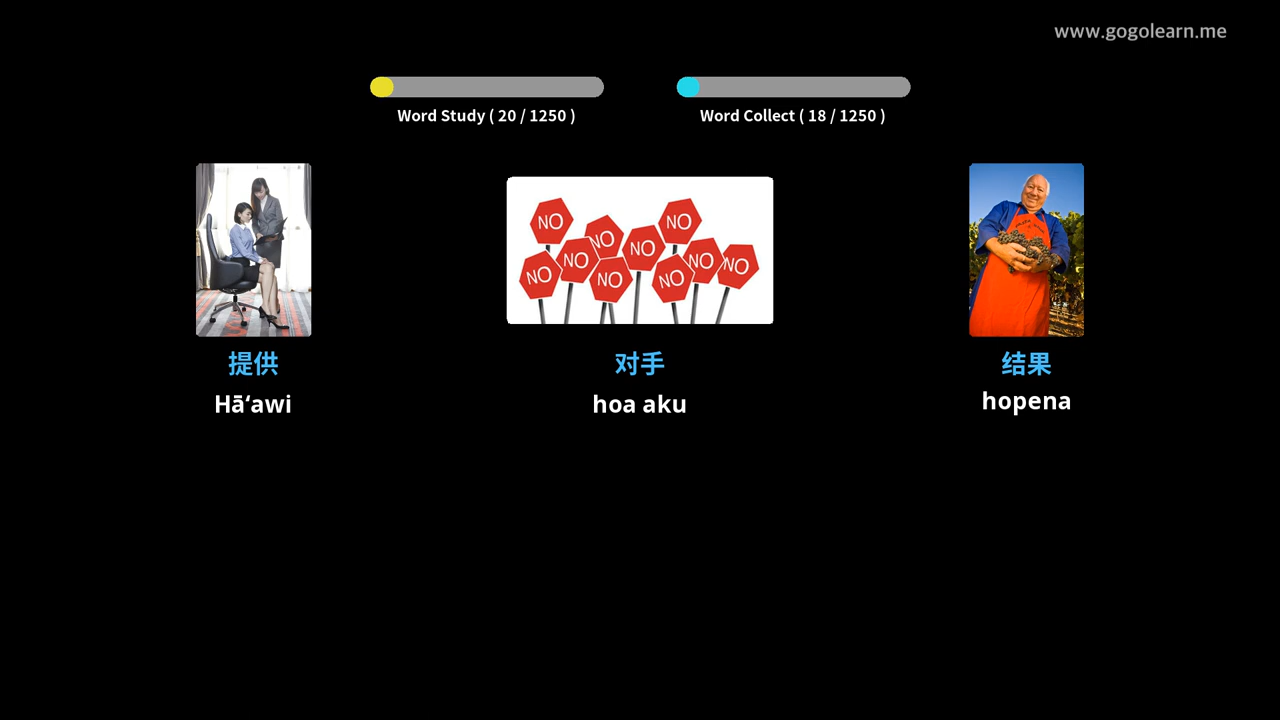 www.gogolearn.me
Word Study ( 20 / 1250 )
Word Collect ( 18 / 1250 )
NO
NO
NO
NO
NO
NO
NO
NO
NO
NO
提供
对手
结果
Hāʻawi
hoa aku
hopena